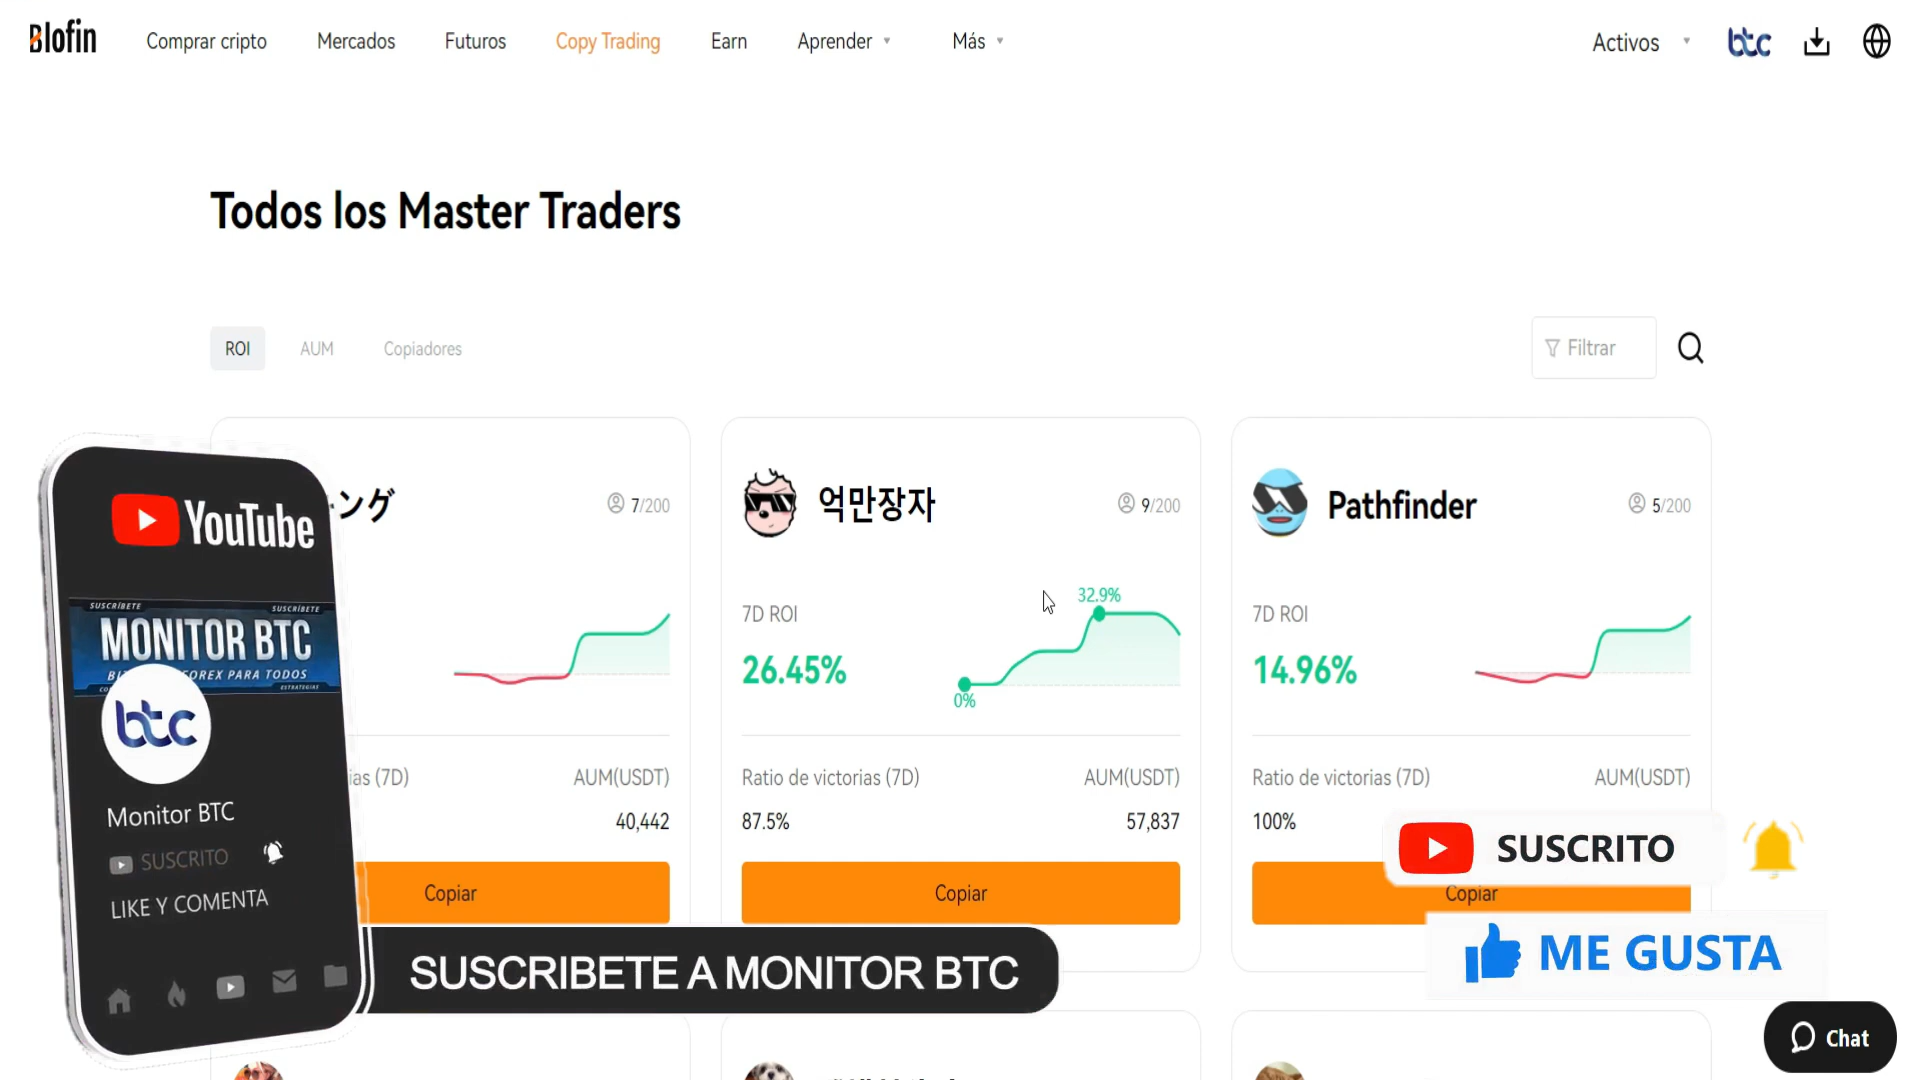 Blofin
Comprar cripto
Mercados
Futuros
Copy Trading
Earn
Aprender
Más
Activos
btc
Todos los Master Traders
ROI
AUM
Copiadores
Filtrar
ング
7/200
억만장자
9/200
Pathfinder
5/200
7D ROI
26.45%
32.9%
0%
7D ROI
14.96%
ias (7D)
AUM(USDT)
40,442
Ratio de victorias (7D)
AUM(USDT)
87.5%
57,837
Ratio de victorias (7D)
AUM(USDT)
100%
Copiar
Copiar
Copiar
YouTube
SUSCRÍBETE
SUSCRÍBETE
MONITOR BTC
OREX PARA TODOS
ESTRATEGIAS
btc
Monitor BTC
SUSCRITO
LIKE Y COMENTA
SUSCRIBETE A MONITOR BTC
SUSCRITO
ME GUSTA
Chat